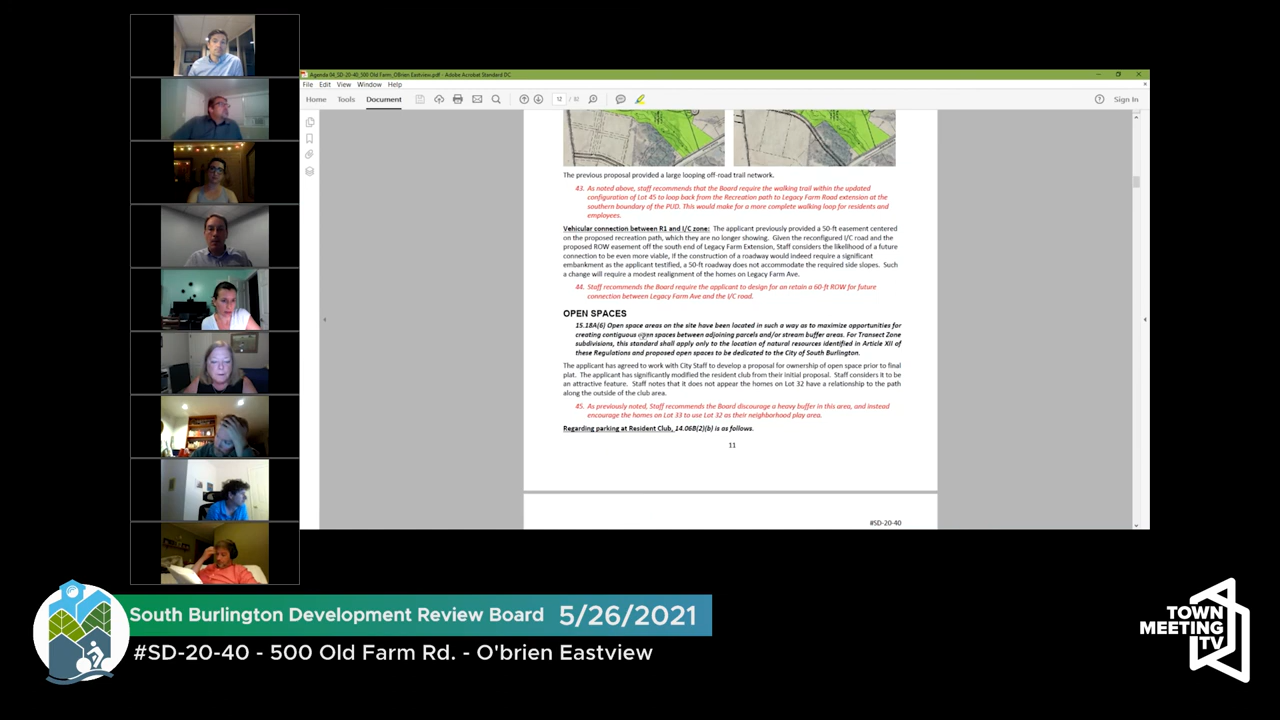 Agenda 04_SD-20-40_500 Old Farm_OBrien Eastview.pdf - Adobe Acrobat Standard DC
File Edit View Window Help
Home Tools Document 12 / 92 Sign In
The previous proposal provided a large looping off-road trail network.
43. As noted above, staff recommends that the Board require the walking trail within the updated
configuration of Lot 45 to loop back from the Recreation path to Legacy Farm Road extension at the
southern boundary of the PUD. This would make for a more complete walking loop for residents and
employees.
Vehicular connection between R1 and I/C zone: The applicant previously provided a 50-ft easement centered
on the proposed recreation path, which they are no longer showing. Given the reconfigured I/C road and the
proposed ROW easement off the south end of Legacy Farm Extension, Staff considers the likelihood of a future
connection to be even more viable, if the construction of a roadway would indeed require a significant
embankment as the applicant testified, a 50-ft roadway does not accommodate the required side slopes. Such
a change will require a modest realignment of the homes on Legacy Farm Ave.
44. Staff recommends the Board require the applicant to design for an retain a 60-ft ROW for future
connection between Legacy Farm Ave and the I/C road.
OPEN SPACES
15.18A(6) Open space areas on the site have been located in such a way as to maximize opportunities for
creating contiguous open spaces between adjoining parcels and/or stream buffer areas. For Transect Zone
subdivisions, this standard shall apply only to the location of natural resources identified in Article XII of
these Regulations and proposed open spaces to be dedicated to the City of South Burlington.
The applicant has agreed to work with City Staff to develop a proposal for ownership of open space prior to final
plat. The applicant has significantly modified the resident club from their initial proposal. Staff considers it to be
an attractive feature. Staff notes that it does not appear the homes on Lot 32 have a relationship to the path
along the outside of the club area.
45. As previously noted, Staff recommends the Board discourage a heavy buffer in this area, and instead
encourage the homes on Lot 33 to use Lot 32 as their neighborhood play area.
Regarding parking at Resident Club, 14.06B(2)(b) is as follows.
11
#SD-20-40
South Burlington Development Review Board 5/26/2021
#SD-20-40 - 500 Old Farm Rd. - O'brien Eastview
TOWN
MEETING
TV